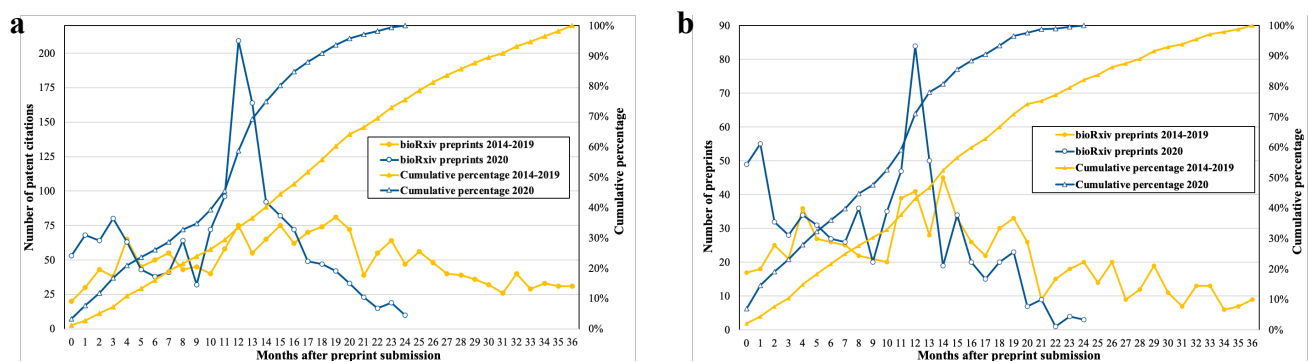 a
Number of patent citations
200
175
150
125
100
75
50
25
0
100%
90%
80%
70%
60%
50%
40%
30%
20%
10%
0%
Cumulative percentage
bioRxiv preprints 2014-2019
bioRxiv preprints 2020
Cumulative percentage 2014-2019
Cumulative percentage 2020
0 1 2 3 4 5 6 7 8 9 10 11 12 13 14 15 16 17 18 19 20 21 22 23 24 25 26 27 28 29 30 31 32 33 34 35 36
Months after preprint submission
b
Number of preprints
90
80
70
60
50
40
30
20
10
0
100%
90%
80%
70%
60%
50%
40%
30%
20%
10%
0%
Cumulative percentage
bioRxiv preprints 2014-2019
bioRxiv preprints 2020
Cumulative percentage 2014-2019
Cumulative percentage 2020
0 1 2 3 4 5 6 7 8 9 10 11 12 13 14 15 16 17 18 19 20 21 22 23 24 25 26 27 28 29 30 31 32 33 34 35 36
Months after preprint submission